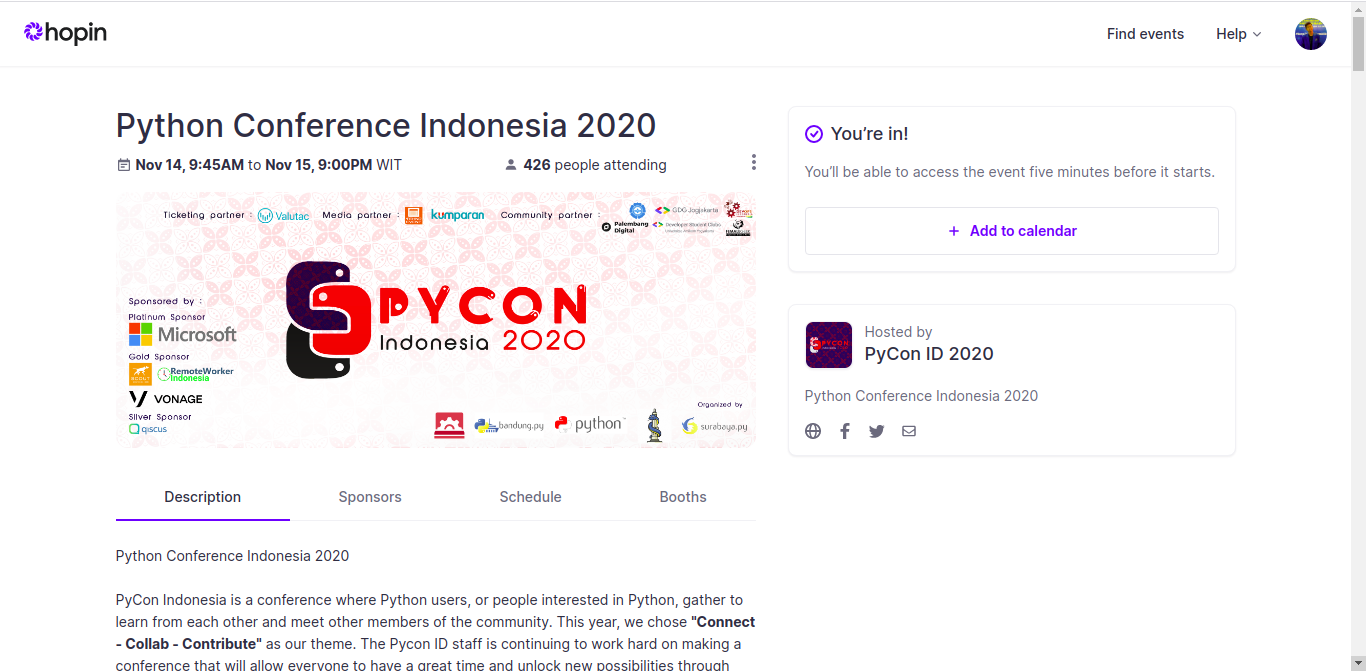 hopin
Find events
Help
Python Conference Indonesia 2020
Nov 14, 9:45AM to Nov 15, 9:00PM WIT
426 people attending
Ticketing partner : Valutac Media partner : kumparan Community partner :
GDG Jogjakarta
Palembang
Digital
Developer Student Clubs
Sponsored by :
Platinum Sponsor
Microsoft
Gold Sponsor
RemoteWorker
Indonesia
VONAGE
Silver Sponsor
qiscus
PYCON
Indonesia 2020
Organized by
bandung.py
python
surabaya.py
Description
Sponsors
Schedule
Booths
Python Conference Indonesia 2020
PyCon Indonesia is a conference where Python users, or people interested in Python, gather to
learn from each other and meet other members of the community. This year, we chose "Connect
- Collab - Contribute" as our theme. The Pycon ID staff is continuing to work hard on making a
conference that will allow everyone to have a great time and unlock new possibilities through
You're in!
You'll be able to access the event five minutes before it starts.
+ Add to calendar
PYCON
Hosted by
PyCon ID 2020
Python Conference Indonesia 2020